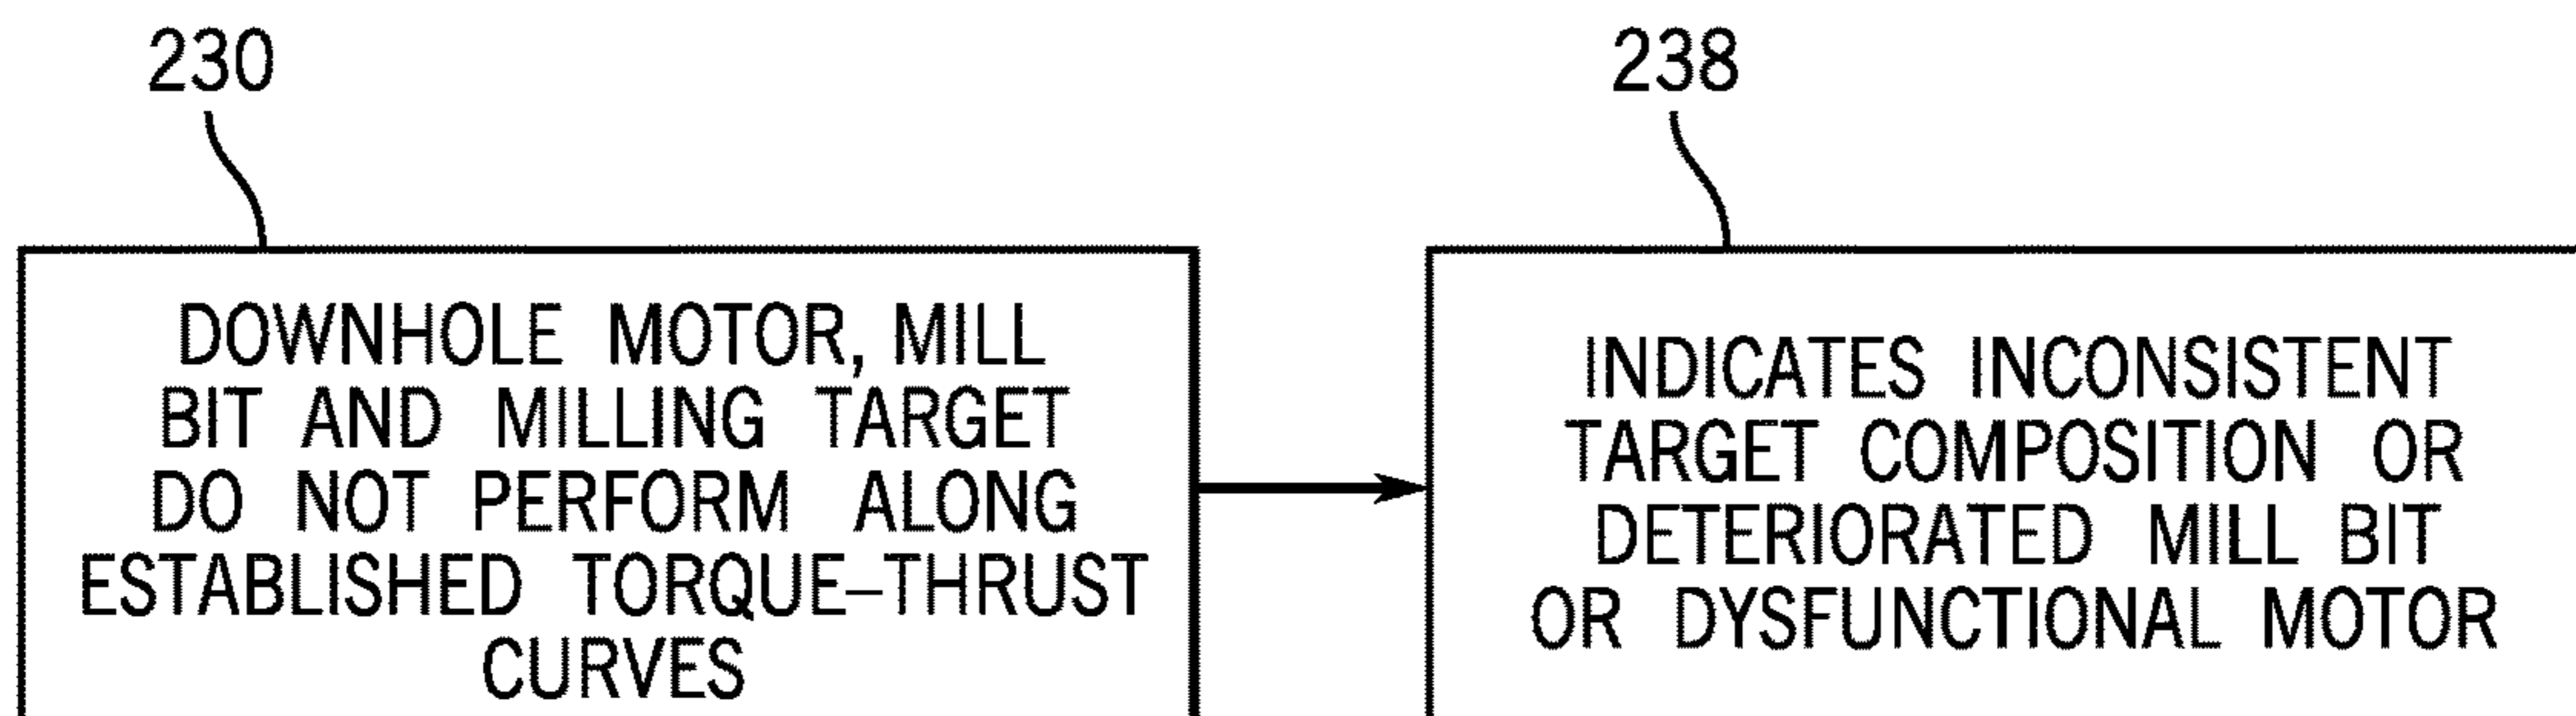 230
DOWNHOLE MOTOR, MILL
BIT AND MILLING TARGET
DO NOT PERFORM ALONG
ESTABLISHED TORQUE–THRUST
CURVES
238
INDICATES INCONSISTENT
TARGET COMPOSITION OR
DETERIORATED MILL BIT
OR DYSFUNCTIONAL MOTOR